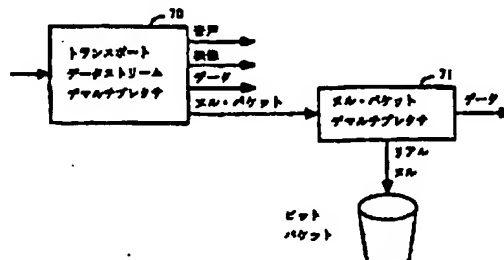 70
トランスポート
データストリーム
デマルチプレクサ
音声
映像
データ
ヌル・パケット
71
ヌル・パケット
デマルチプレクサ
データ
リアル
ヌル
ビット
バケット